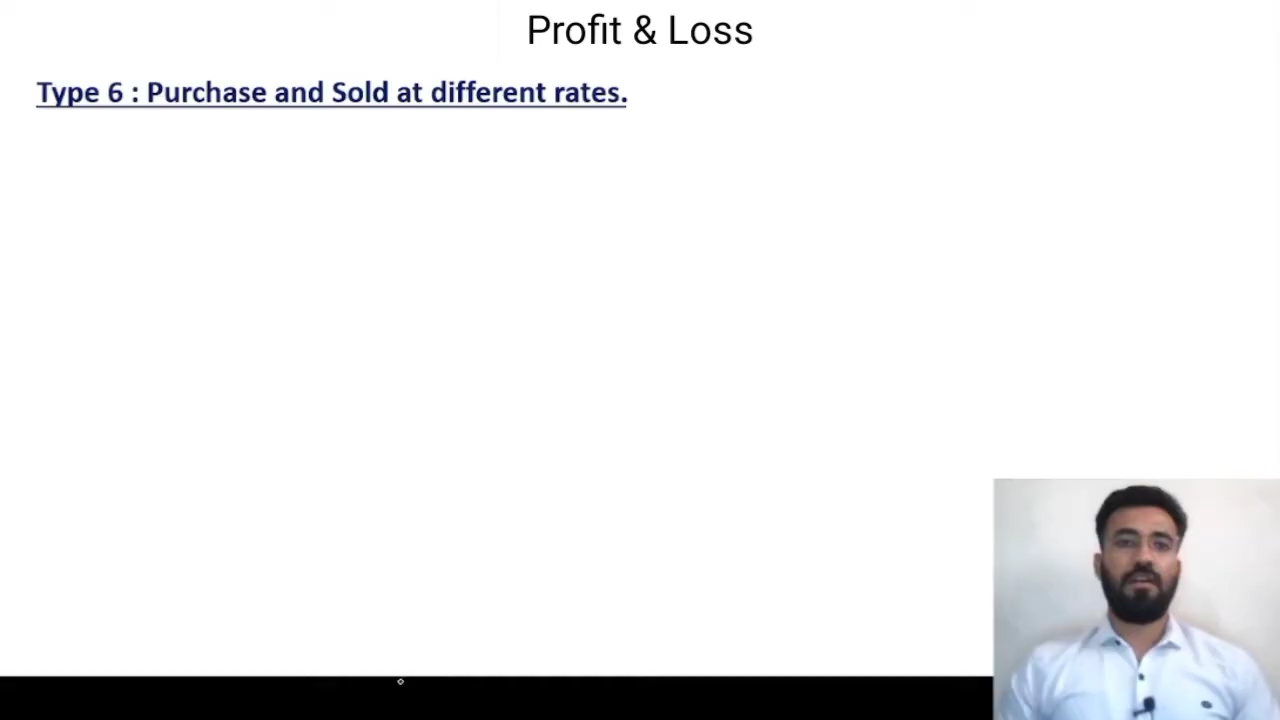 Profit & Loss
Type 6 : Purchase and Sold at different rates.